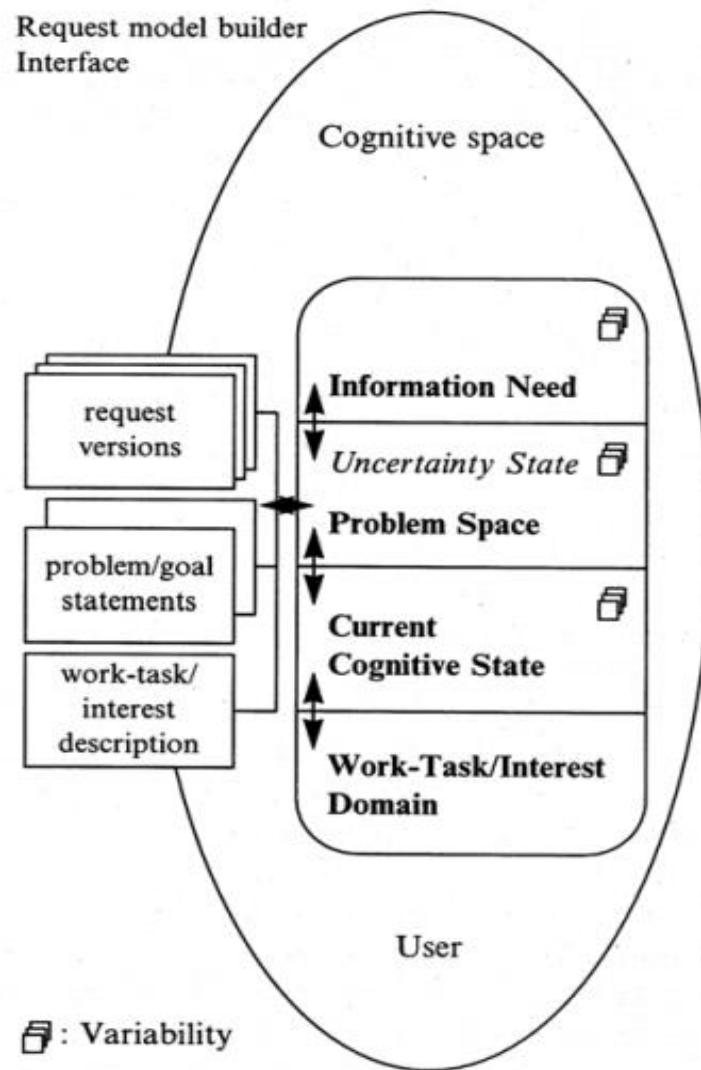 Request model builder
Interface
Cognitive space
request
versions
problem/goal
statements
work-task/
interest
description
Information Need
Uncertainty State
Problem Space
Current
Cognitive State
Work-Task/Interest
Domain
User
: Variability